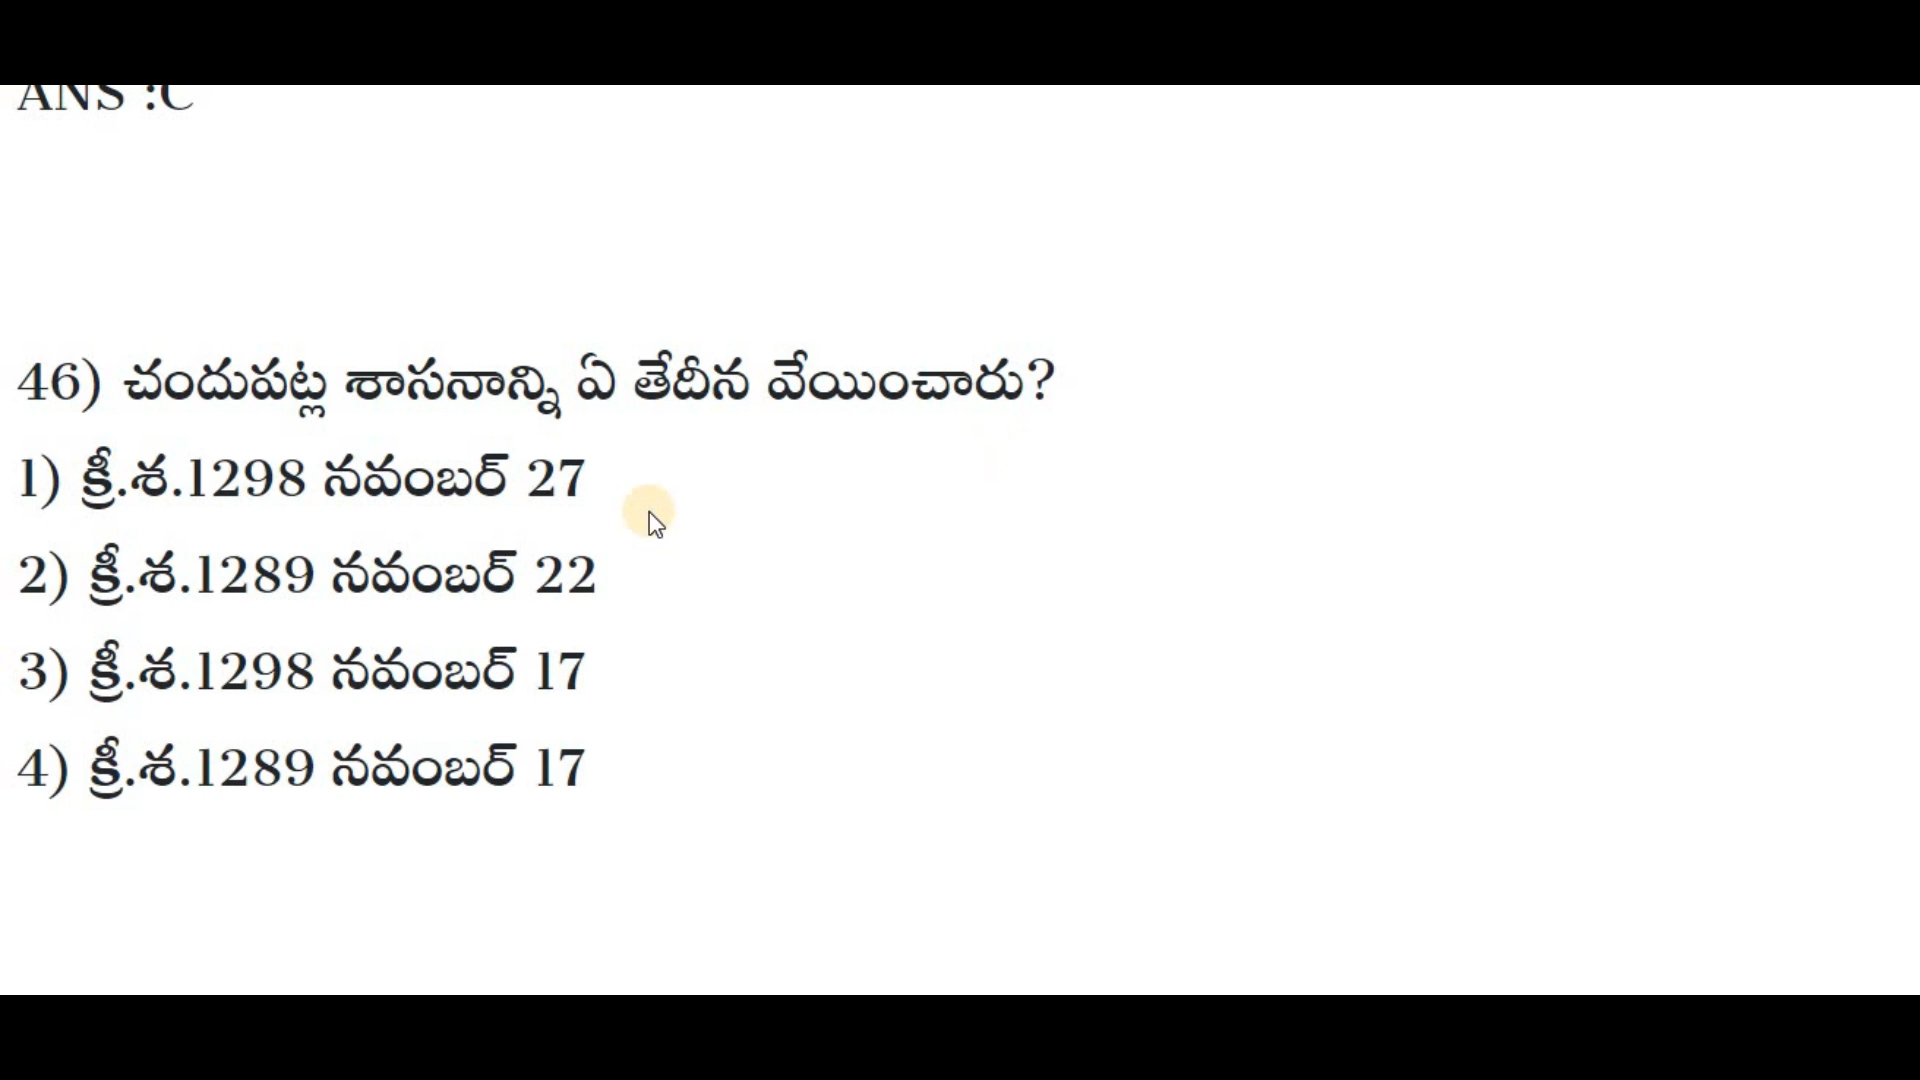 ANS :C
46) చందుపట్ల శాసనాన్ని ఏ తేదీన వేయించారు?
1) క్రీ.శ.1298 నవంబర్ 27
2) క్రీ.శ.1289 నవంబర్ 22
3) క్రీ.శ.1298 నవంబర్ 17
4) క్రీ.శ.1289 నవంబర్ 17